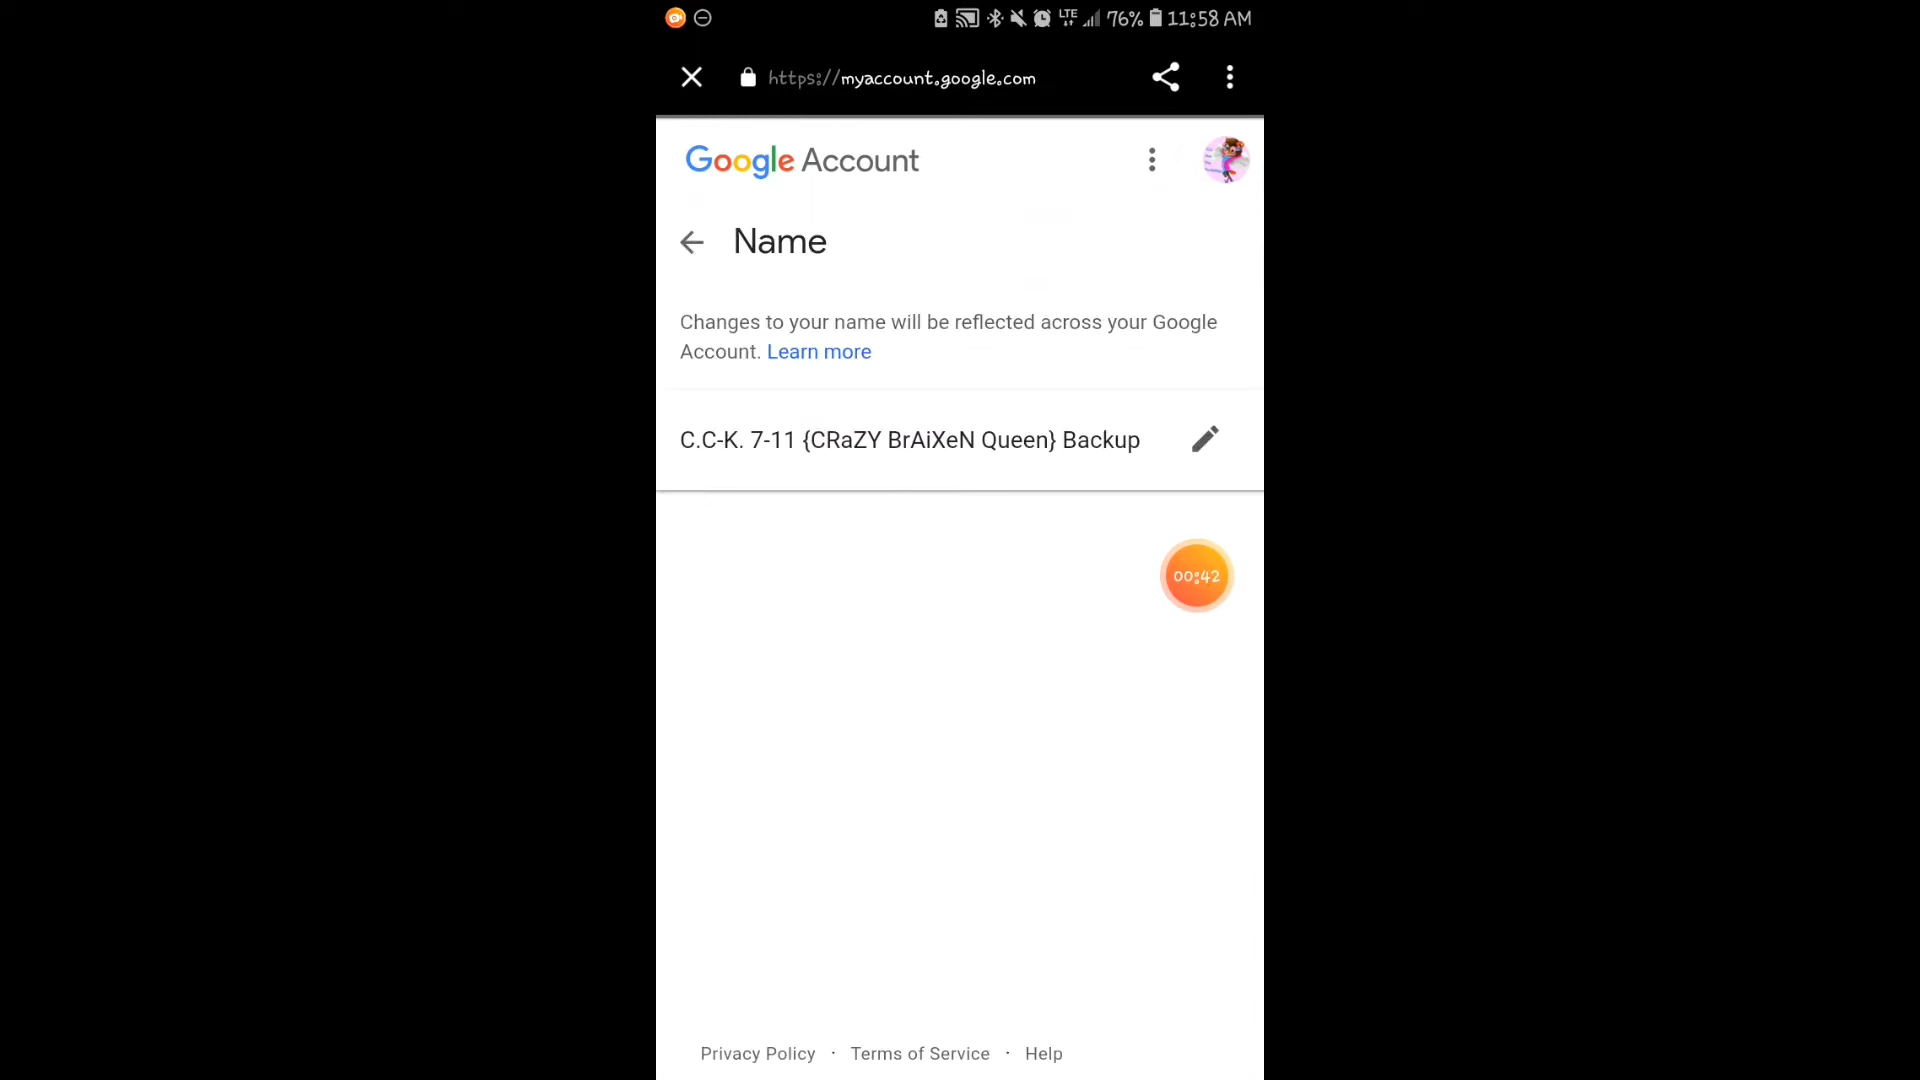 LTE 76% 11:58 AM
https://myaccount.google.com
Google Account
Name
Changes to your name will be reflected across your Google
Account. Learn more
C.C-K. 7-11 {CRaZY BrAiXeN Queen} Backup
00:42
Privacy Policy · Terms of Service · Help